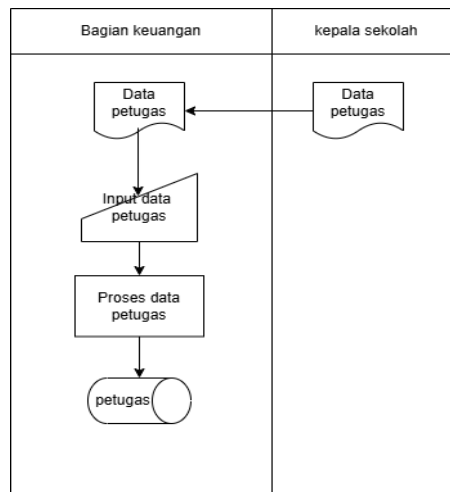 Bagian keuangan
kepala sekolah
Data
petugas
Data
petugas
Input data
petugas
Proses data
petugas
petugas